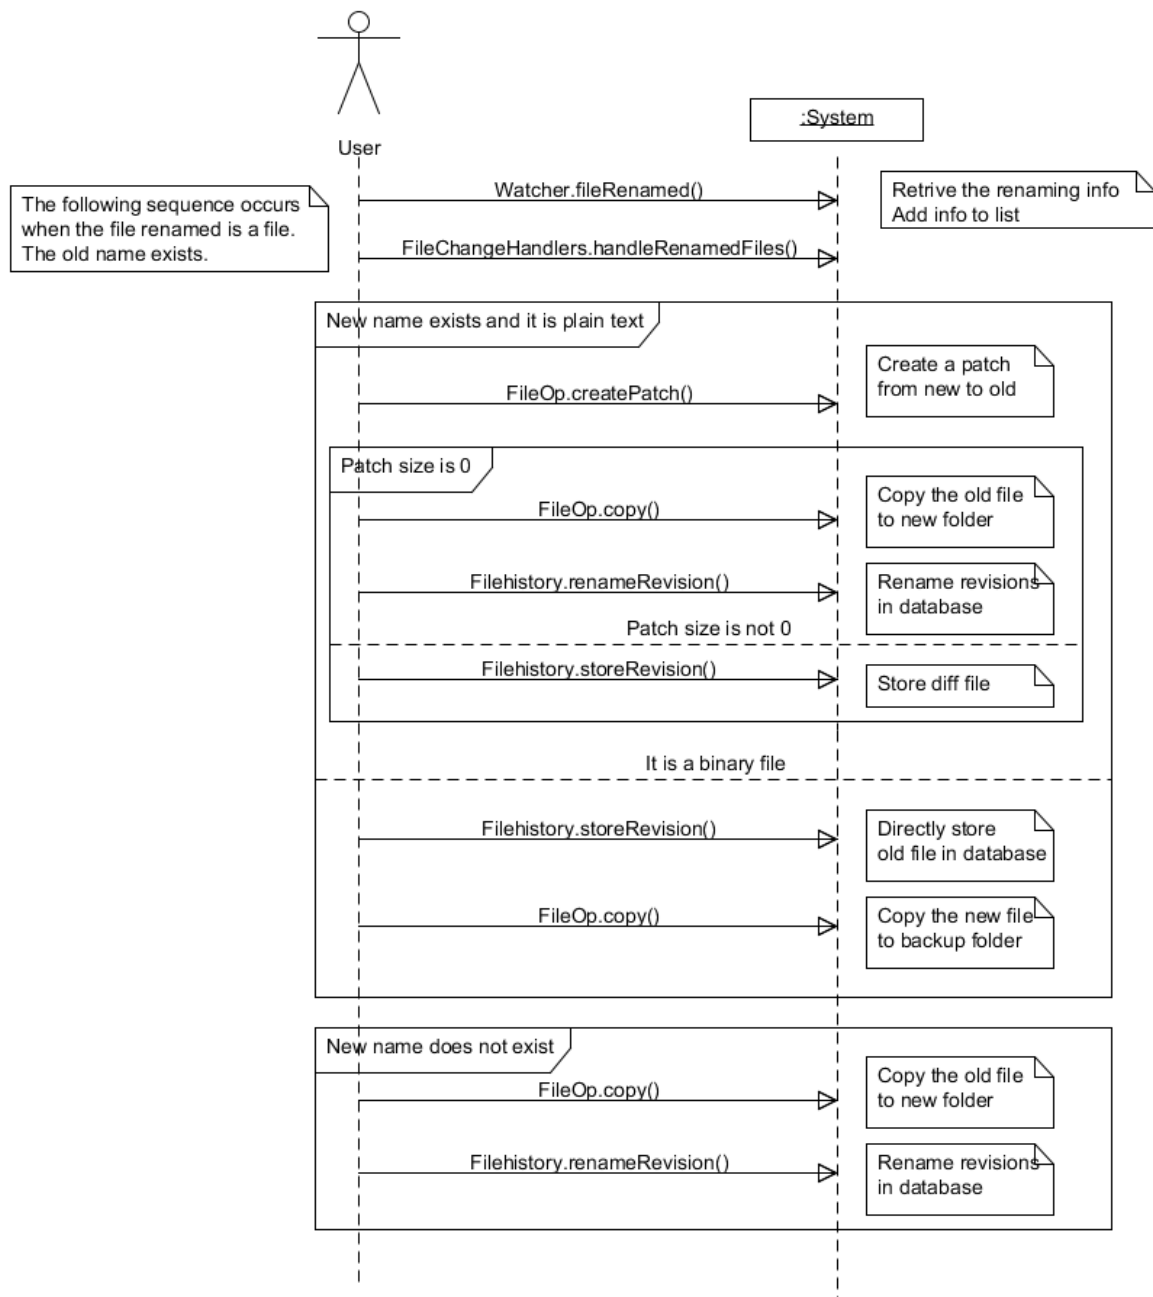 User
:System
The following sequence occurs
when the file renamed is a file.
The old name exists.
Watcher.fileRenamed()
Retrive the renaming info
Add info to list
FileChangeHandlers.handleRenamedFiles()
New name exists and it is plain text
FileOp.createPatch()
Create a patch
from new to old
Patch size is 0
FileOp.copy()
Copy the old file
to new folder
Filehistory.renameRevision()
Rename revisions
in database
Patch size is not 0
Filehistory.storeRevision()
Store diff file
It is a binary file
Filehistory.storeRevision()
Directly store
old file in database
FileOp.copy()
Copy the new file
to backup folder
New name does not exist
FileOp.copy()
Copy the old file
to new folder
Filehistory.renameRevision()
Rename revisions
in database